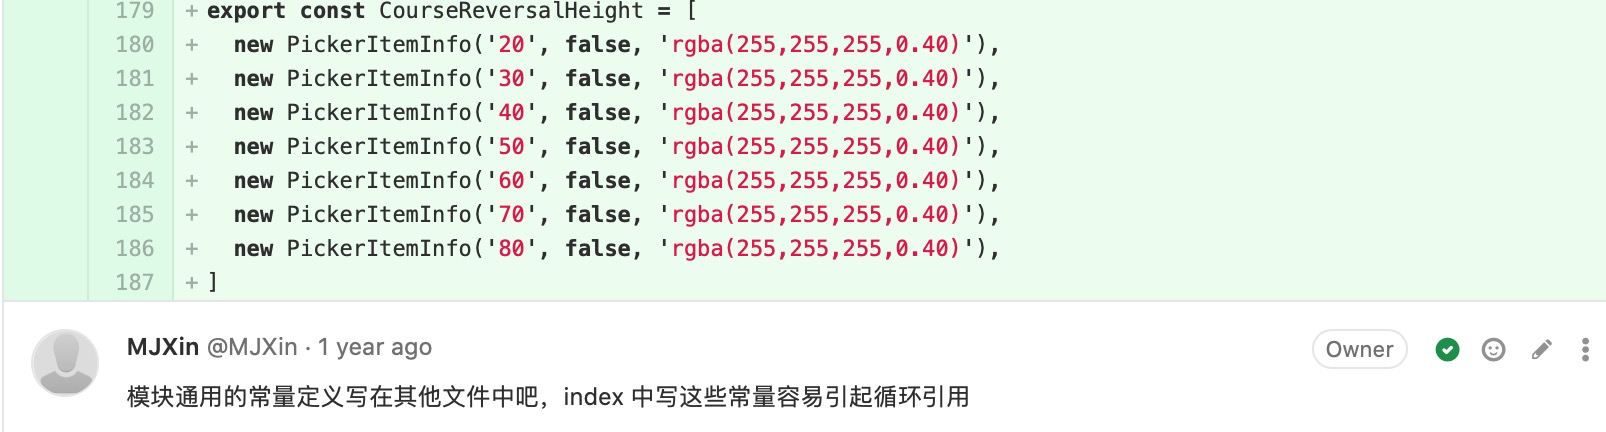 179 + export const CourseReversalHeight = [
180 + new PickerItemInfo('20', false, 'rgba(255,255,255,0.40)'),
181 + new PickerItemInfo('30', false, 'rgba(255,255,255,0.40)'),
182 + new PickerItemInfo('40', false, 'rgba(255,255,255,0.40)'),
183 + new PickerItemInfo('50', false, 'rgba(255,255,255,0.40)'),
184 + new PickerItemInfo('60', false, 'rgba(255,255,255,0.40)'),
185 + new PickerItemInfo('70', false, 'rgba(255,255,255,0.40)'),
186 + new PickerItemInfo('80', false, 'rgba(255,255,255,0.40)'),
187 + ]
MJXin @MJXin · 1 year ago Owner
模块通用的常量定义写在其他文件中吧，index 中写这些常量容易引起循环引用